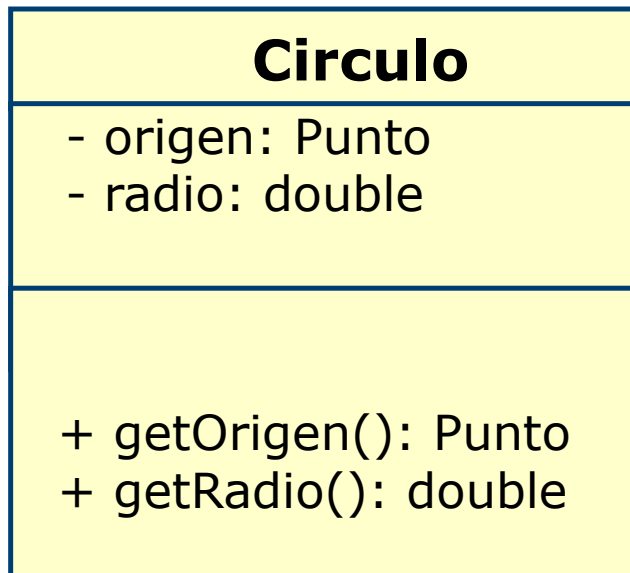 Circulo
- origen: Punto
- radio: double
+ getOrigen(): Punto
+ getRadio(): double